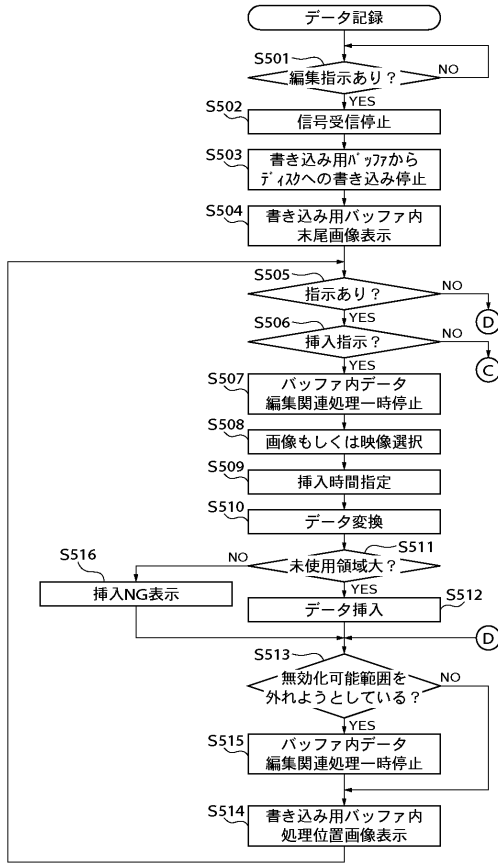 データ記録
S501
編集指示あり？
NO
YES
S502
信号受信停止
S503
書き込み用バッファから
ディスクへの書き込み停止
S504
書き込み用バッファ内
末尾画像表示
S505
指示あり？
NO
D
YES
S506
挿入指示？
NO
C
YES
S507
バッファ内データ
編集関連処理一時停止
S508
画像もしくは映像選択
S509
挿入時間指定
S510
データ変換
S511
未使用領域大？
NO
S516
挿入NG表示
YES
S512
データ挿入
D
S513
無効化可能範囲を
外れようとしている？
NO
YES
S515
バッファ内データ
編集関連処理一時停止
S514
書き込み用バッファ内
処理位置画像表示